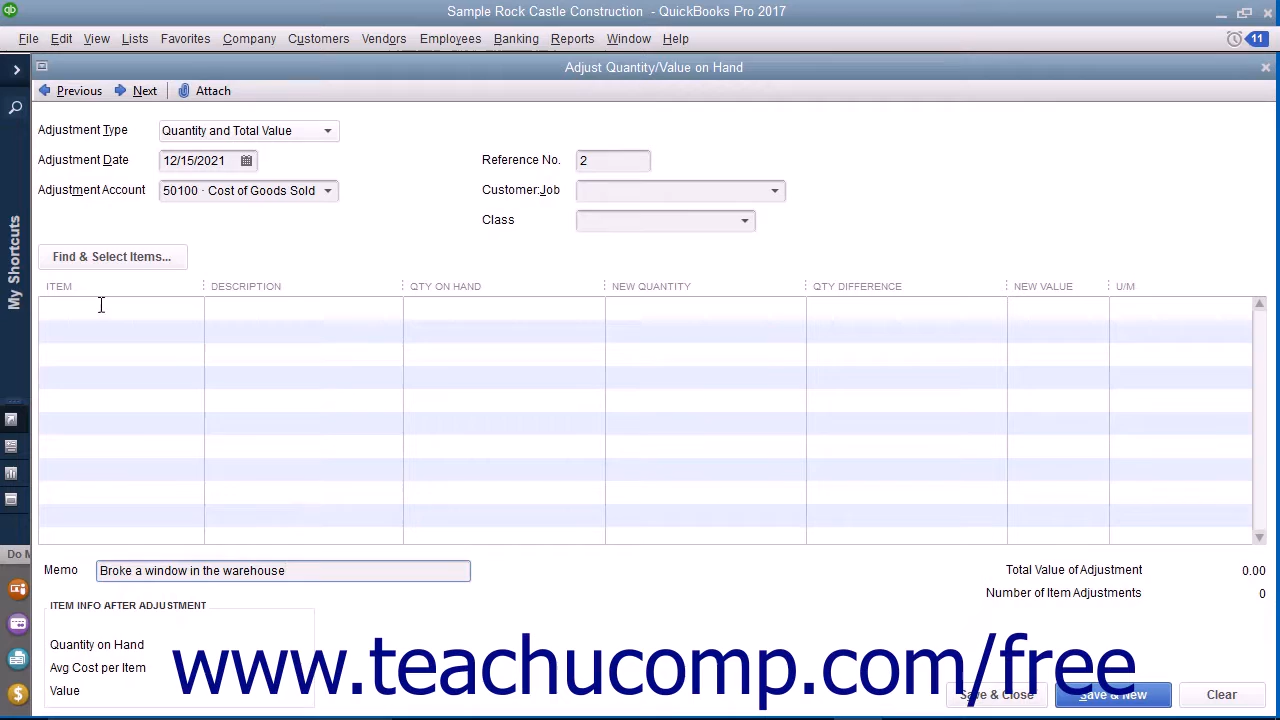 qb Sample Rock Castle Construction - QuickBooks Pro 2017
File Edit View Lists Favorites Company Customers Vendors Employees Banking Reports Window Help 11
Adjust Quantity/Value on Hand
Previous Next Attach
Adjustment Type Quantity and Total Value
Adjustment Date 12/15/2021 Reference No. 2
Adjustment Account 50100 · Cost of Goods Sold Customer:Job
Class
My Shortcuts
Find & Select Items...
ITEM DESCRIPTION QTY ON HAND NEW QUANTITY QTY DIFFERENCE NEW VALUE U/M
Do M
Memo Broke a window in the warehouse Total Value of Adjustment 0.00
Number of Item Adjustments 0
ITEM INFO AFTER ADJUSTMENT
Quantity on Hand
Avg Cost per Item
Value
www.teachucomp.com/free
Save & Close Save & New Clear